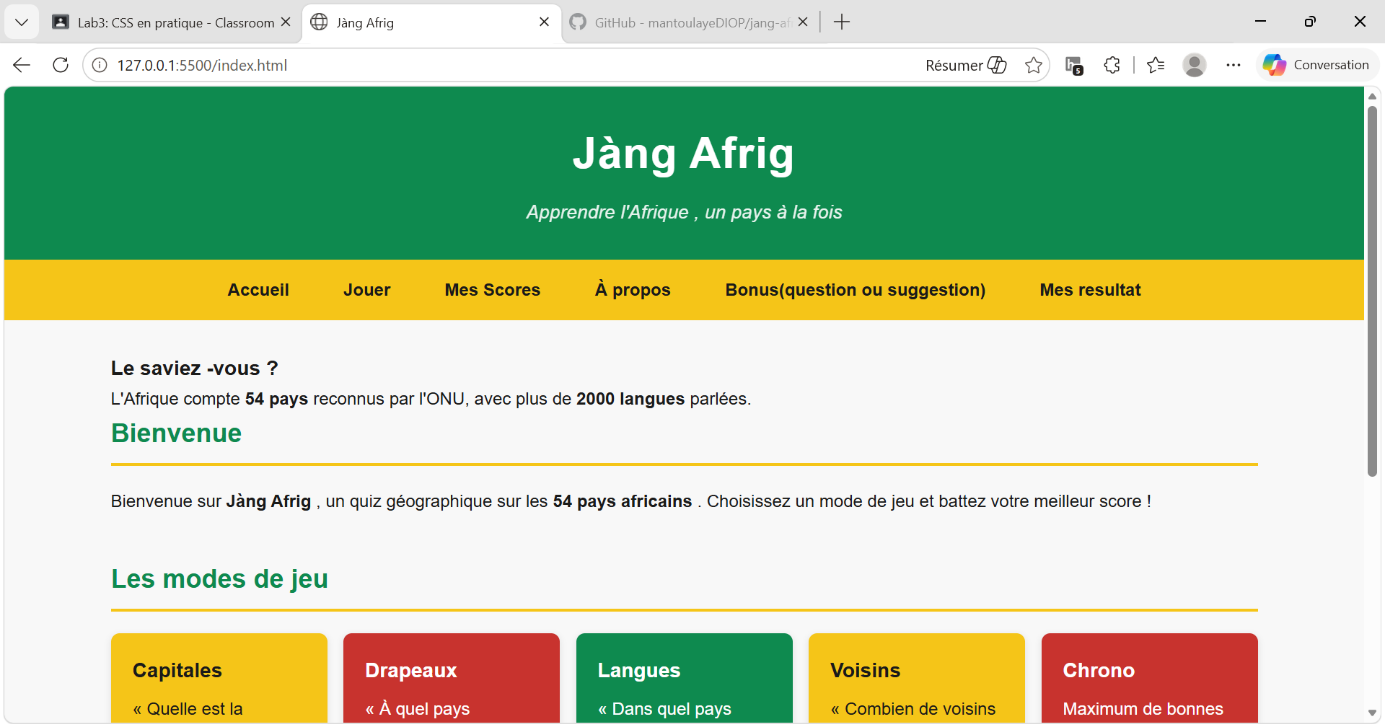 Lab3: CSS en pratique - Classroom
Jàng Afrig
GitHub - mantoulayeDIOP/jang-af
127.0.0.1:5500/index.html
Résumer
5
Conversation
Jàng Afrig
Apprendre l'Afrique , un pays à la fois
Accueil Jouer Mes Scores À propos Bonus(question ou suggestion) Mes resultat
Le saviez -vous ?
L'Afrique compte 54 pays reconnus par l'ONU, avec plus de 2000 langues parlées.
Bienvenue
Bienvenue sur Jàng Afrig , un quiz géographique sur les 54 pays africains . Choisissez un mode de jeu et battez votre meilleur score !
Les modes de jeu
Capitales
« Quelle est la
Drapeaux
« À quel pays
Langues
« Dans quel pays
Voisins
« Combien de voisins
Chrono
Maximum de bonnes